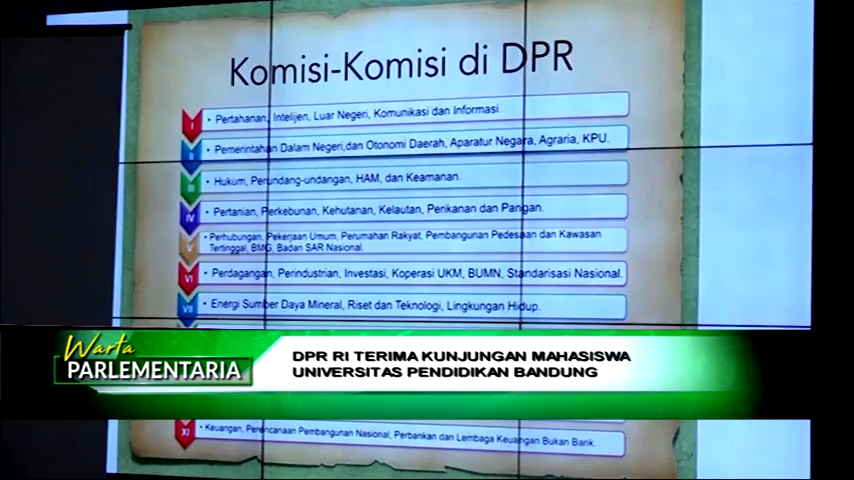 Komisi-Komisi di DPR
I
• Pertahanan, Intelijen, Luar Negeri, Komunikasi dan Informasi.
II
• Pemerintahan Dalam Negeri,dan Otonomi Daerah, Aparatur Negara, Agraria, KPU.
III
• Hukum, Perundang-undangan, HAM, dan Keamanan.
IV
• Pertanian, Perkebunan, Kehutanan, Kelautan, Perikanan dan Pangan.
V
• Perhubungan, Pekerjaan Umum, Perumahan Rakyat, Pembangunan Pedesaan dan Kawasan
Tertinggal, BMG, Badan SAR Nasional.
VI
• Perdagangan, Perindustrian, Investasi, Koperasi UKM, BUMN, Standarisasi Nasional.
VII
• Energi Sumber Daya Mineral, Riset dan Teknologi, Lingkungan Hidup.
Warta
PARLEMENTARIA
DPR RI TERIMA KUNJUNGAN MAHASISWA
UNIVERSITAS PENDIDIKAN BANDUNG
XI
• Keuangan, Perencanaan Pembangunan Nasional, Perbankan dan Lembaga Keuangan Bukan Bank.